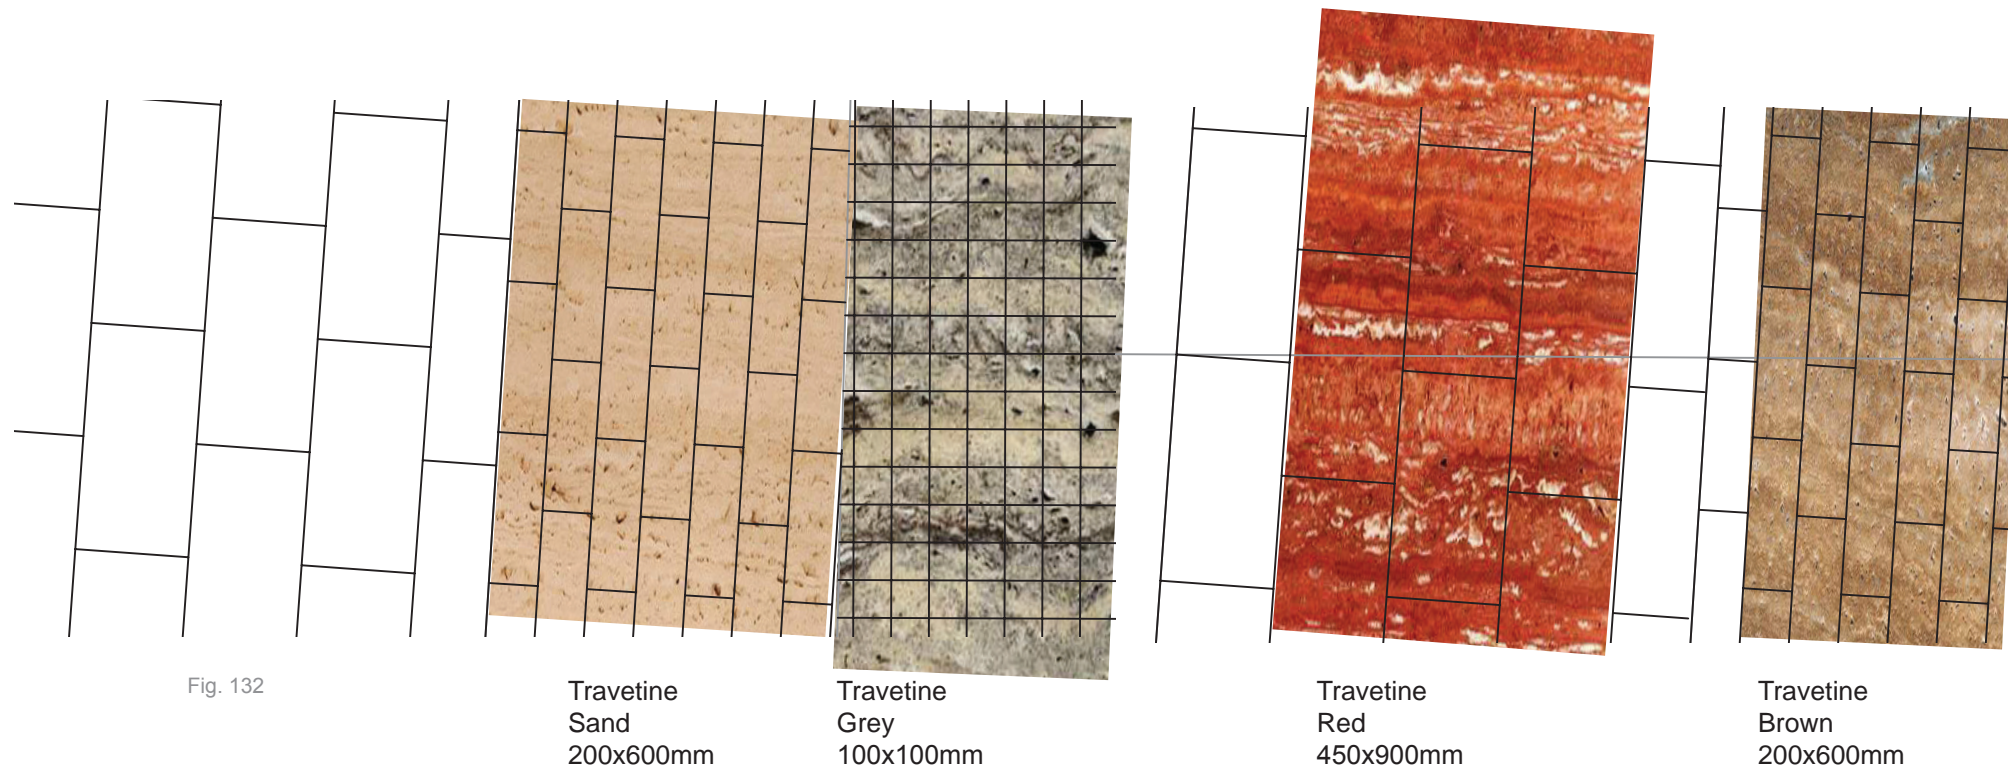 Fig. 132
Travetine
Sand
200x600mm
Travetine
Grey
100x100mm
Travetine
Red
450x900mm
Travetine
Brown
200x600mm